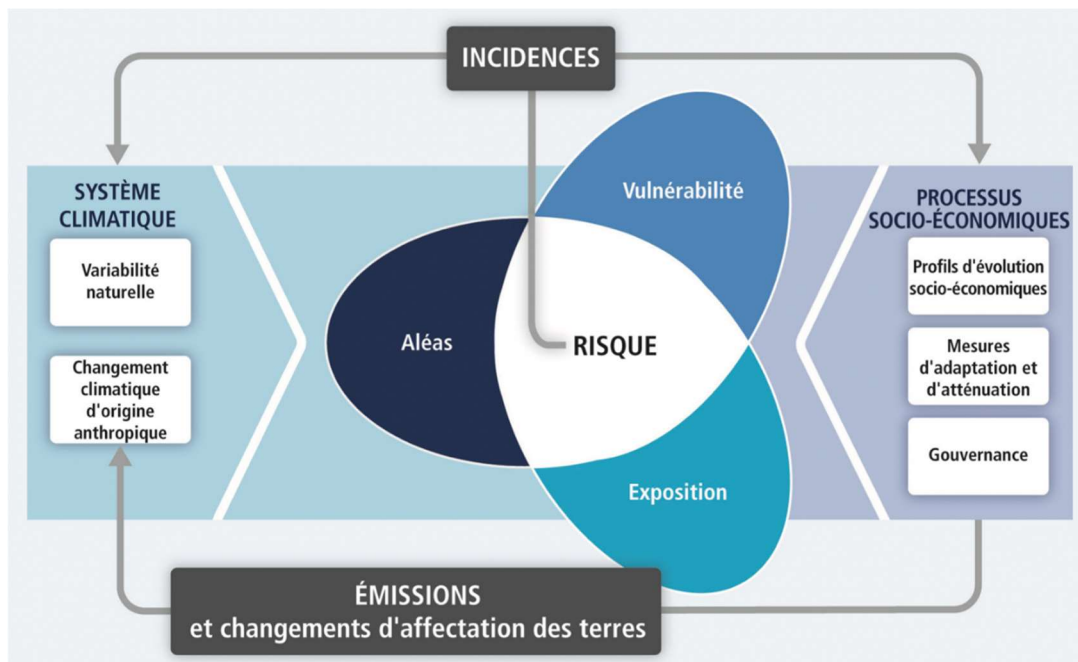 INCIDENCES
SYSTÈME
CLIMATIQUE
Variabilité
naturelle
Changement
climatique
d'origine
anthropique
Vulnérabilité
Aléas
RISQUE
Exposition
PROCESSUS
SOCIO-ÉCONOMIQUES
Profils d'évolution
socio-économiques
Mesures
d'adaptation et
d'atténuation
Gouvernance
ÉMISSIONS
et changements d'affectation des terres